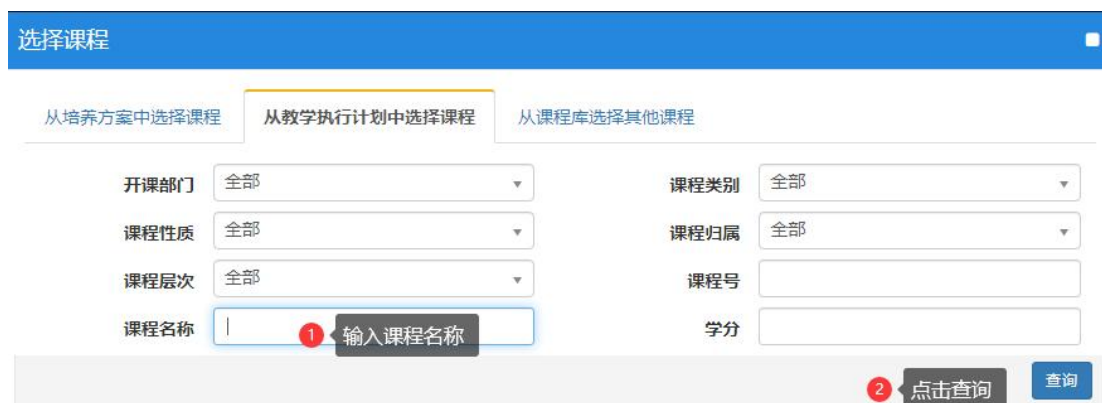 选择课程
从培养方案中选择课程 从教学执行计划中选择课程 从课程库选择其他课程
开课部门 全部 课程类别 全部
课程性质 全部 课程归属 全部
课程层次 全部 课程号
课程名称 1 输入课程名称 学分
2 点击查询 查询